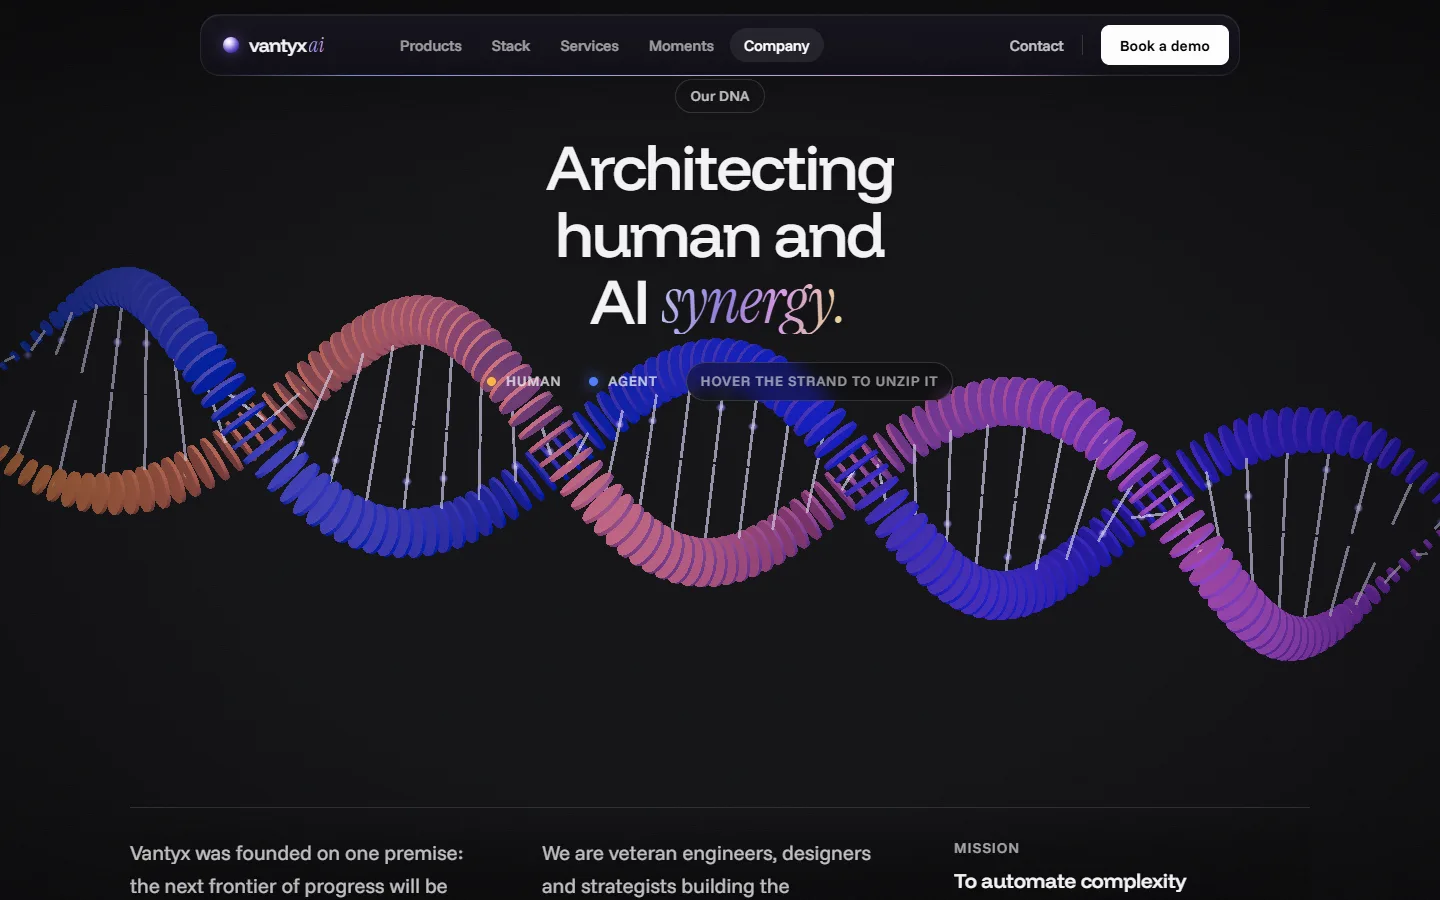 vantyx ai
Products Stack Services Moments Company Contact Book a demo
Our DNA
Architecting
human and
AI synergy.
HUMAN AGENT HOVER THE STRAND TO UNZIP IT
Vantyx was founded on one premise:
the next frontier of progress will be
We are veteran engineers, designers
and strategists building the
MISSION
To automate complexity